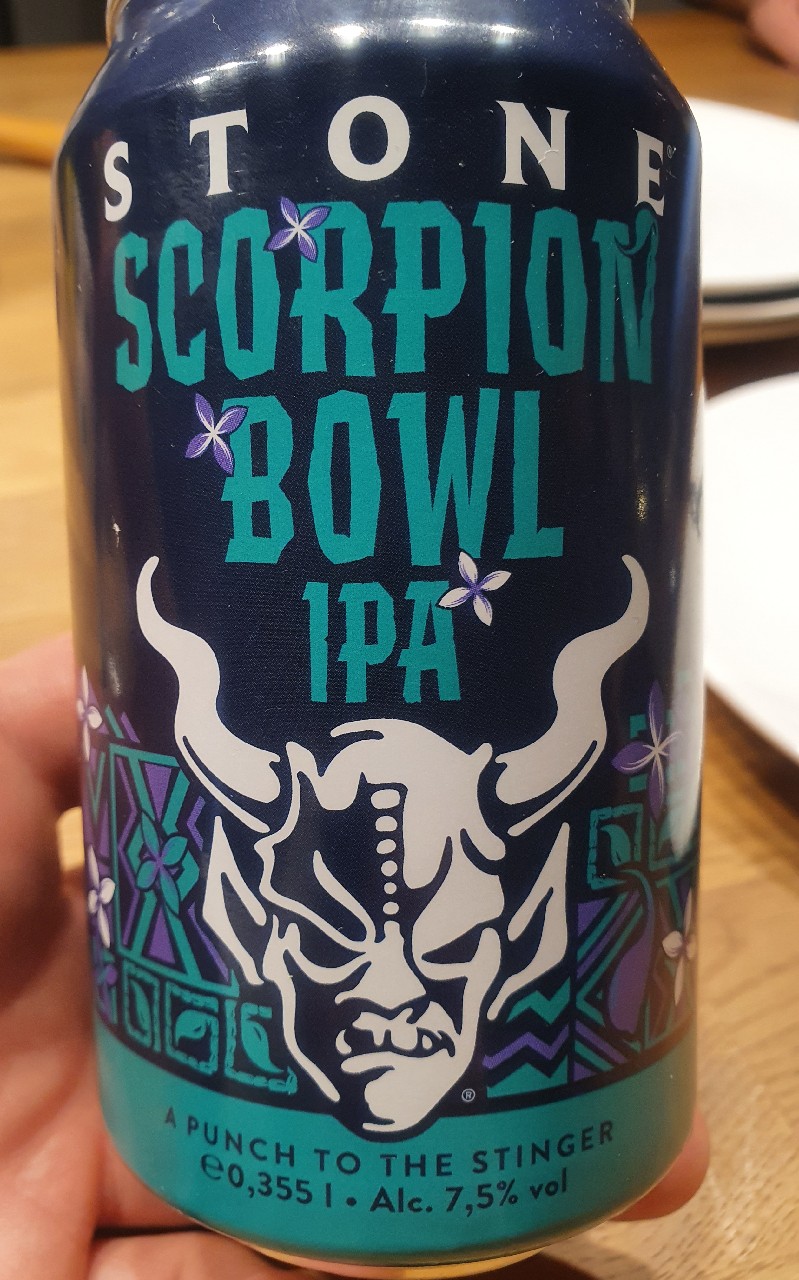 STONE®
SCORPION
BOWL
IPA
®
A PUNCH TO THE STINGER
℮0,355 l • Alc. 7,5% vol